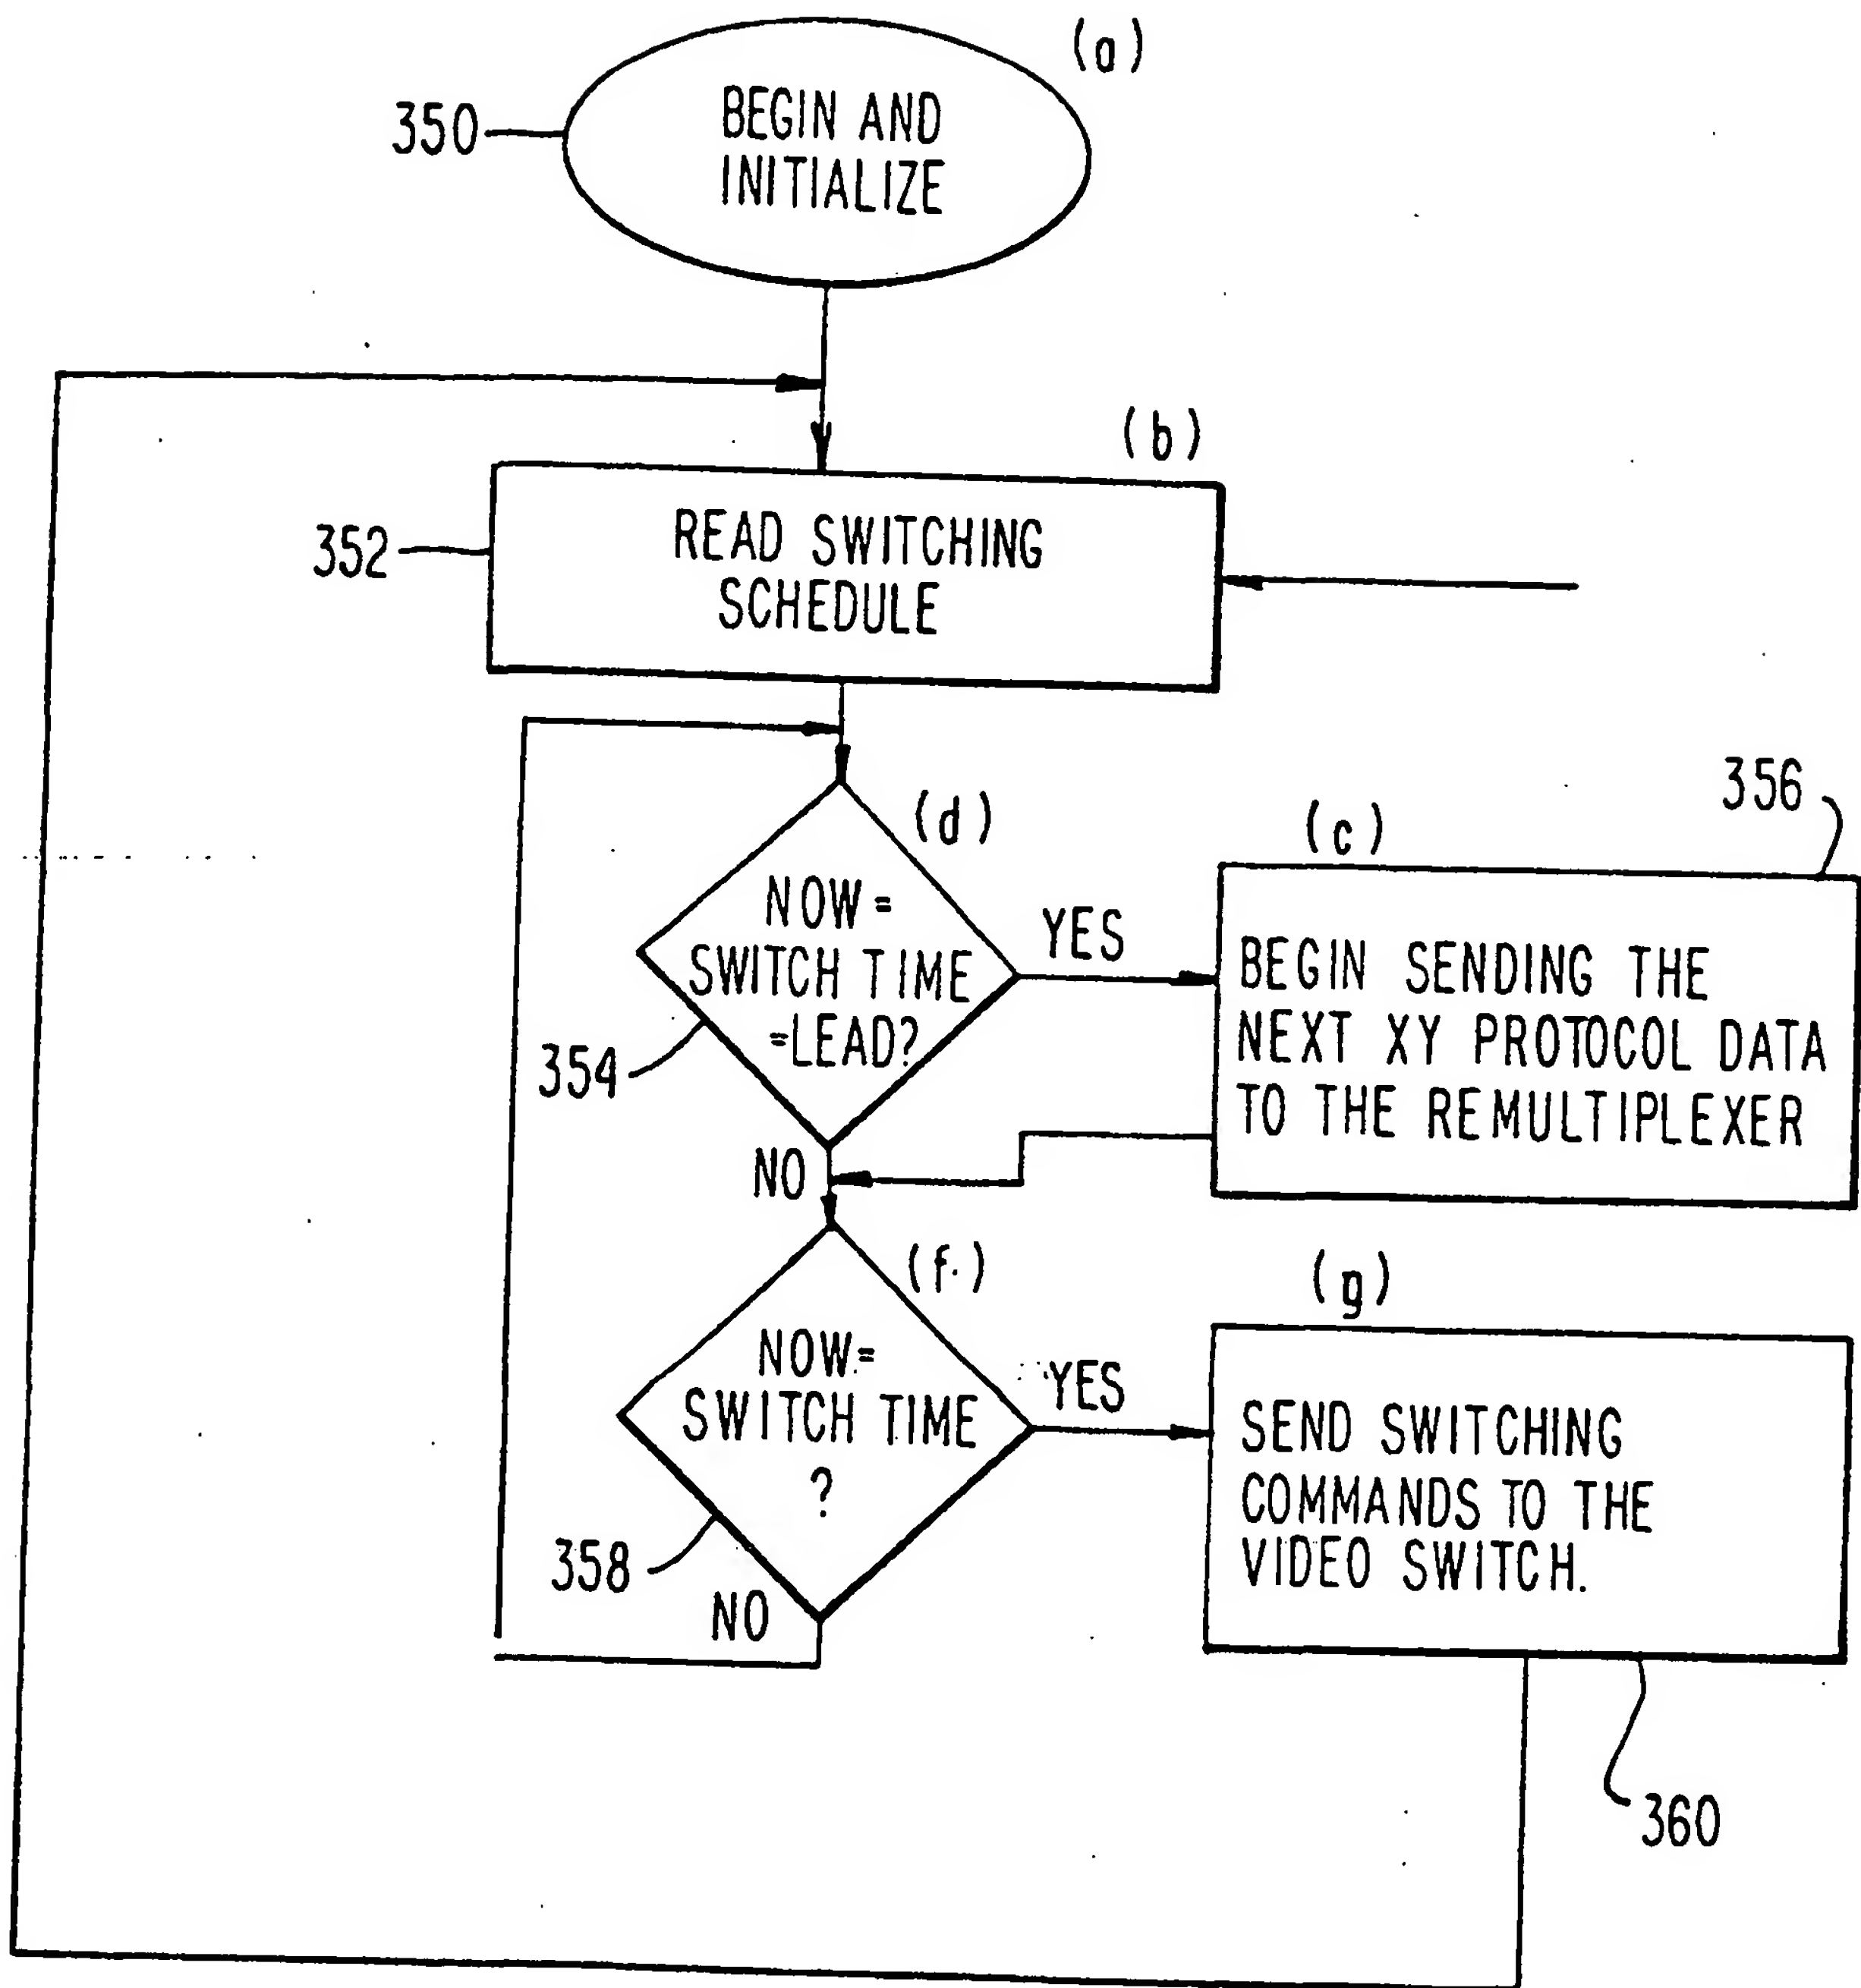 (a)
350
BEGIN AND
INITIALIZE
(b)
352
READ SWITCHING
SCHEDULE
(d)
NOW=
SWITCH TIME
=LEAD?
354
YES
NO
(c)
356
BEGIN SENDING THE
NEXT XY PROTOCOL DATA
TO THE REMULTIPLEXER
(f)
NOW=
SWITCH TIME
?
358
YES
NO
(g)
SEND SWITCHING
COMMANDS TO THE
VIDEO SWITCH.
360